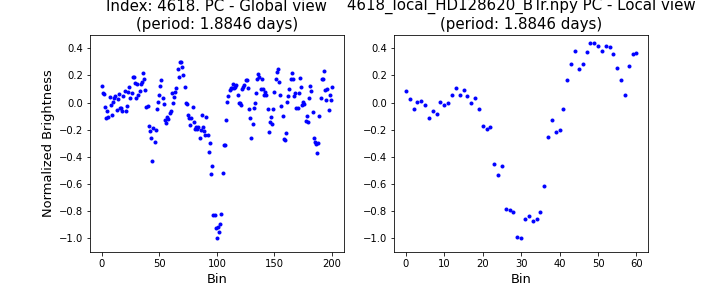 Index: 4618. PC - Global view
(period: 1.8846 days)
4618_local_HD128620_BTr.npy PC - Local view
(period: 1.8846 days)
Normalized Brightness
0.4
0.2
0.0
−0.2
−0.4
−0.6
−0.8
−1.0
0 50 100 150 200
Bin
0.4
0.2
0.0
−0.2
−0.4
−0.6
−0.8
−1.0
0 10 20 30 40 50 60
Bin